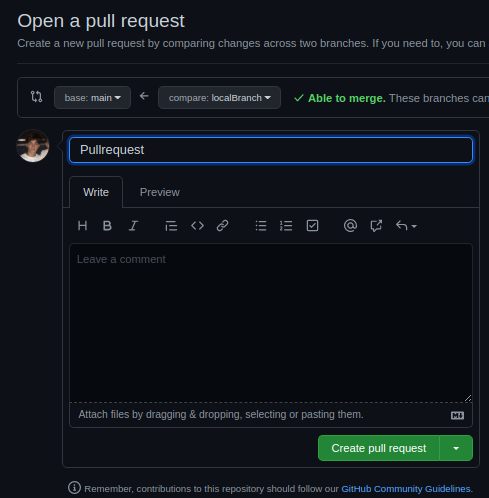 Open a pull request
Create a new pull request by comparing changes across two branches. If you need to, you can
base: main
compare: localBranch
Able to merge. These branches can
Pullrequest
Write
Preview
Leave a comment
Attach files by dragging & dropping, selecting or pasting them.
Create pull request
Remember, contributions to this repository should follow our GitHub Community Guidelines.